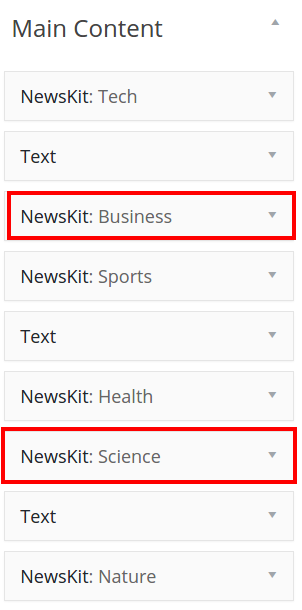 Main Content
NewsKit: Tech
Text
NewsKit: Business
NewsKit: Sports
Text
NewsKit: Health
NewsKit: Science
Text
NewsKit: Nature